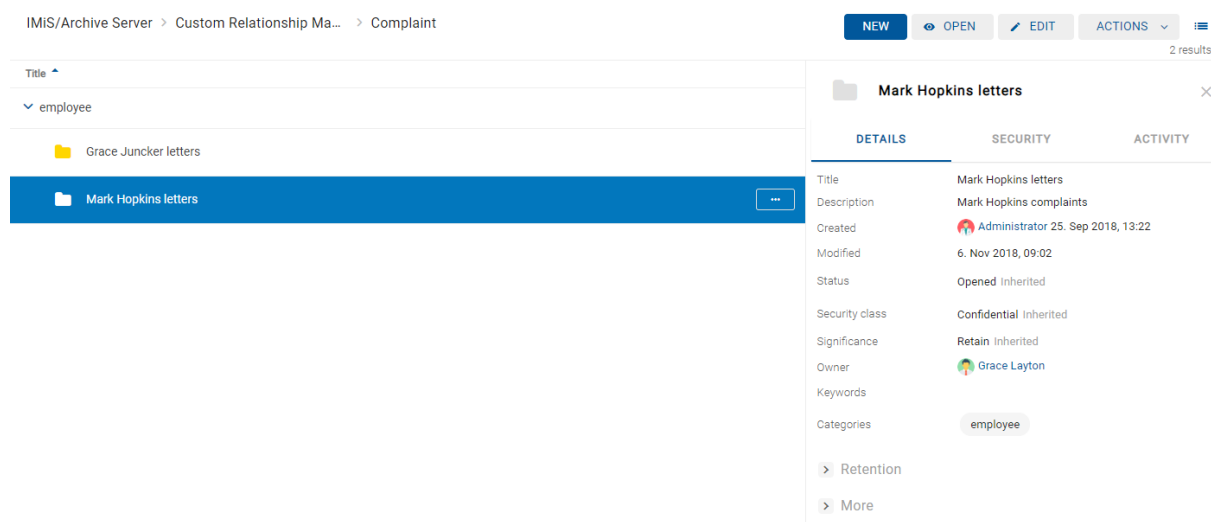 IMiS/Archive Server > Custom Relationship Ma... > Complaint
NEW OPEN EDIT ACTIONS
2 results
Title
employee
Grace Juncker letters
Mark Hopkins letters ...
Mark Hopkins letters
DETAILS SECURITY ACTIVITY
Title Mark Hopkins letters
Description Mark Hopkins complaints
Created Administrator 25. Sep 2018, 13:22
Modified 6. Nov 2018, 09:02
Status Opened Inherited
Security class Confidential Inherited
Significance Retain Inherited
Owner Grace Layton
Keywords
Categories employee
> Retention
> More